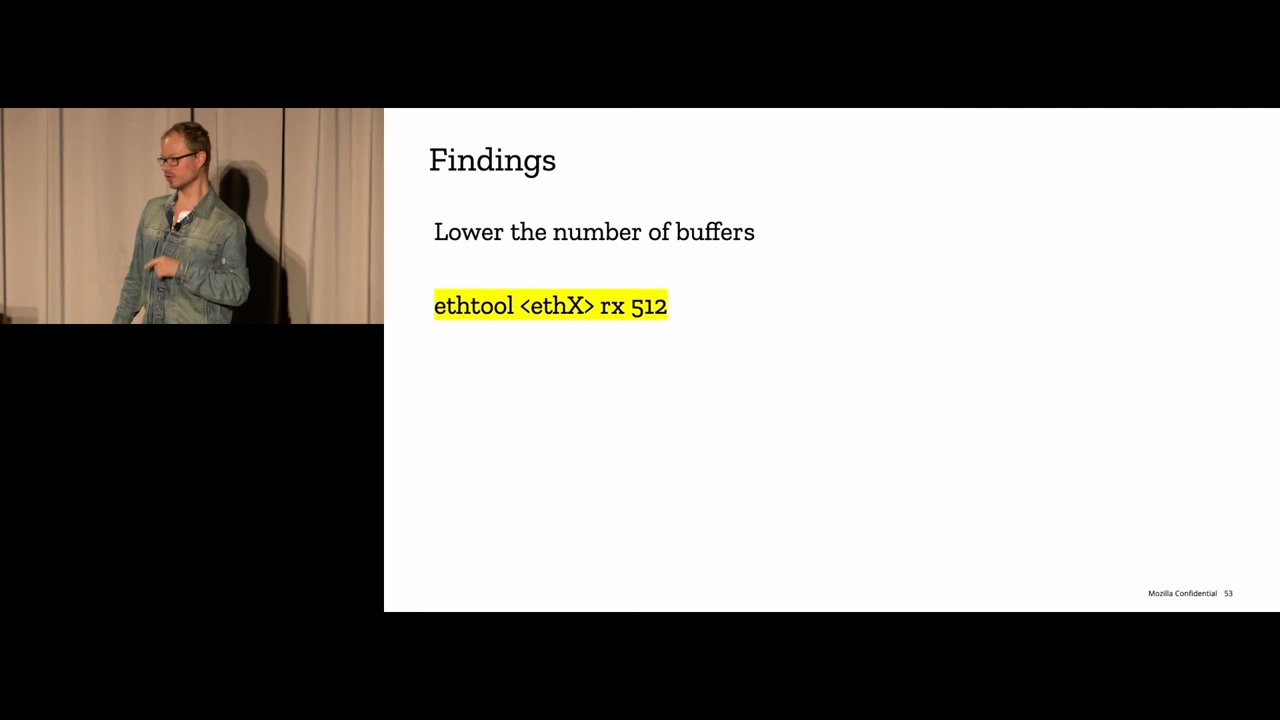 Findings
Lower the number of buffers
ethtool <ethX> rx 512
Mozilla Confidential 53